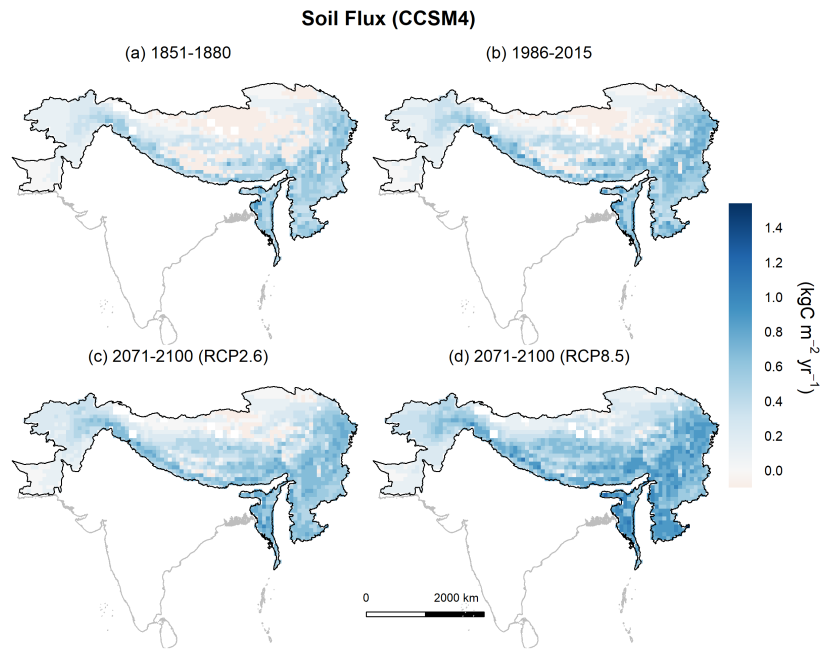 Soil Flux (CCSM4)
(a) 1851-1880
(b) 1986-2015
(c) 2071-2100 (RCP2.6)
(d) 2071-2100 (RCP8.5)
1.4
1.2
1.0
0.8
0.6
0.4
0.2
0.0
(kgC m⁻² yr⁻¹)
0 2000 km